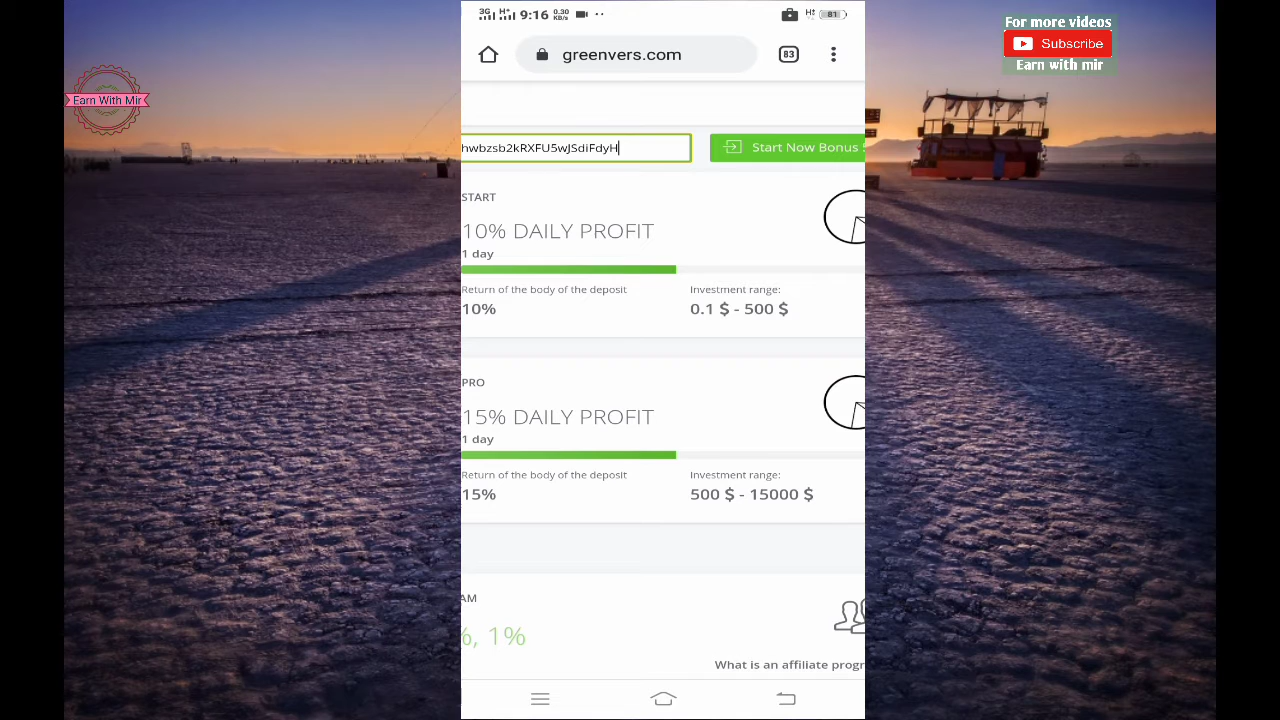 For more videos
Subscribe
Earn with mir
Earn With Mir
3G H+ 9:16 0.30 KB/s 81
greenvers.com 83
hwbzsb2kRXFU5wJSdiFdyH
Start Now Bonus
START
10% DAILY PROFIT
1 day
Return of the body of the deposit
Investment range:
10%
0.1 $ - 500 $
PRO
15% DAILY PROFIT
1 day
Return of the body of the deposit
Investment range:
15%
500 $ - 15000 $
AM
%, 1%
What is an affiliate progr